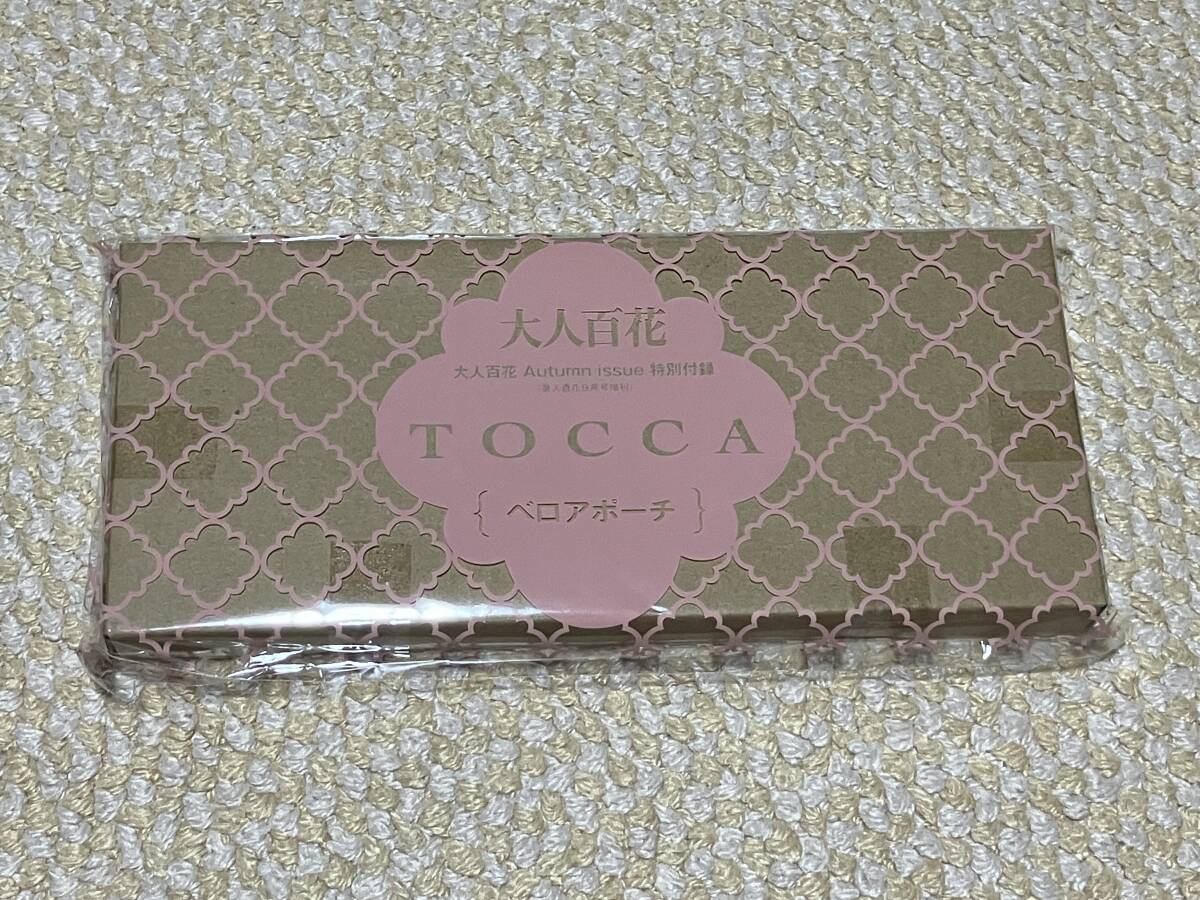 大人百花
大人百花 Autumn issue 特別付録
TOCCA
{ ベロアポーチ }